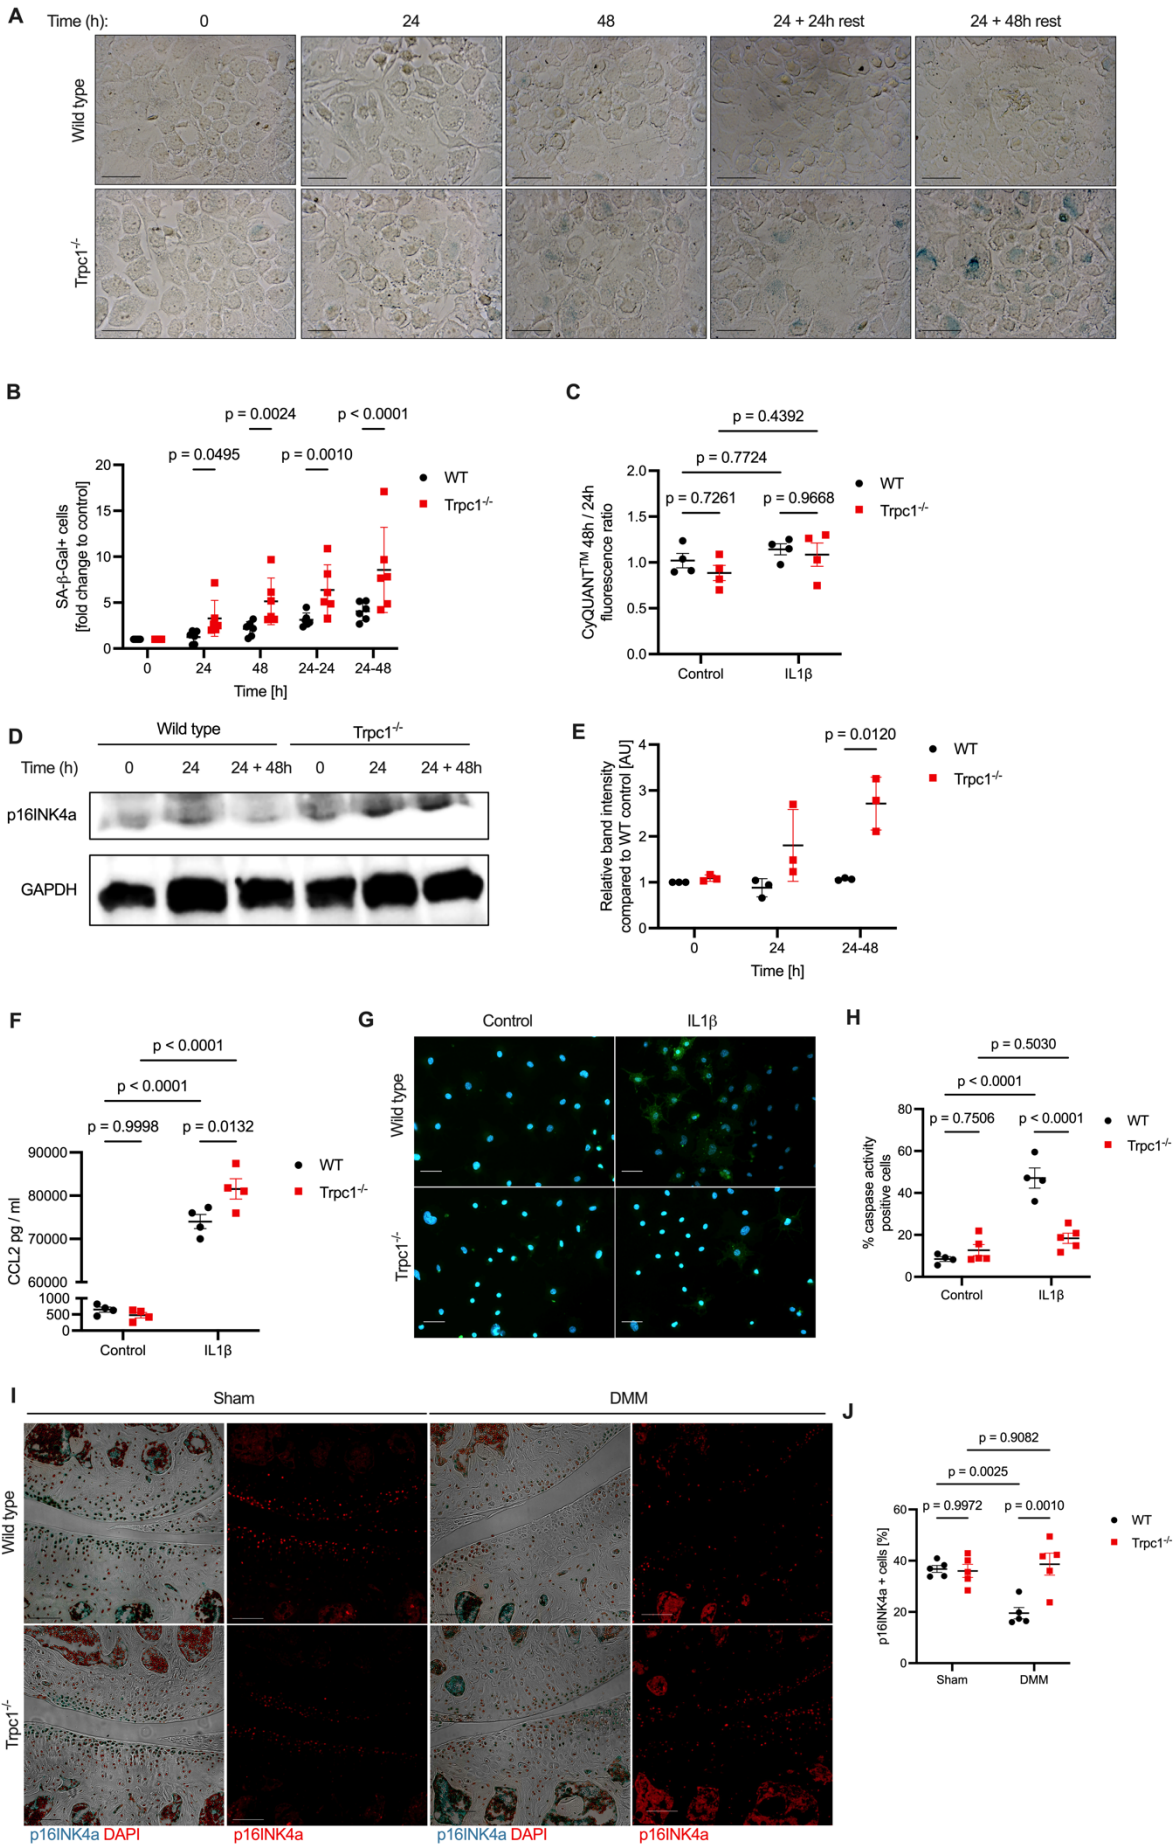 A
Time (h): 0 24 48 24 + 24h rest 24 + 48h rest
Wild type
Trpc1-/-
B
p = 0.0024 p < 0.0001
p = 0.0495 p = 0.0010
SA-β-Gal+ cells
[fold change to control]
20
15
10
5
0
0 24 48 24-24 24-48
Time [h]
WT
Trpc1-/-
C
p = 0.4392
p = 0.7724
p = 0.7261 p = 0.9668
CyQUANT™ 48h / 24h
fluorescence ratio
2.0
1.5
1.0
0.5
0.0
Control IL1β
WT
Trpc1-/-
D
Wild type Trpc1-/-
Time (h) 0 24 24 + 48h 0 24 24 + 48h
p16INK4a
GAPDH
E
p = 0.0120
Relative band intensity
compared to WT control [AU]
4
3
2
1
0
0 24 24-48
Time [h]
WT
Trpc1-/-
F
p < 0.0001
p < 0.0001
p = 0.9998 p = 0.0132
CCL2 pg / ml
90000
80000
70000
60000
1000
500
0
Control IL1β
WT
Trpc1-/-
G
Control IL1β
Wild type
Trpc1-/-
H
p = 0.5030
p < 0.0001
p = 0.7506 p < 0.0001
% caspase activity
positive cells
80
60
40
20
0
Control IL1β
WT
Trpc1-/-
I
Sham DMM
Wild type
Trpc1-/-
p16INK4a DAPI p16INK4a p16INK4a DAPI p16INK4a
J
p = 0.9082
p = 0.0025
p = 0.9972 p = 0.0010
p16INK4a + cells [%]
60
40
20
0
Sham DMM
WT
Trpc1-/-